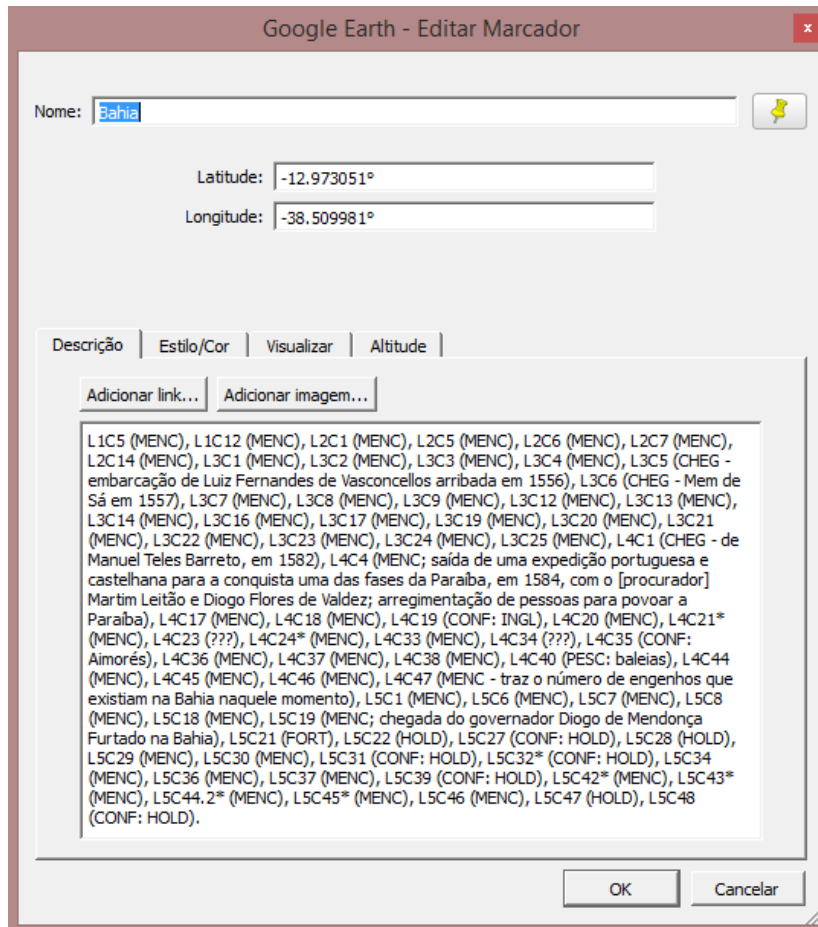 Google Earth - Editar Marcador
x
Nome: Bahia
Latitude: -12.973051°
Longitude: -38.509981°
Descrição Estilo/Cor Visualizar Altitude
Adicionar link... Adicionar imagem...
L1C5 (MENC), L1C12 (MENC), L2C1 (MENC), L2C5 (MENC), L2C6 (MENC), L2C7 (MENC),
L2C14 (MENC), L3C1 (MENC), L3C2 (MENC), L3C3 (MENC), L3C4 (MENC), L3C5 (CHEG -
embarcação de Luiz Fernandes de Vasconcellos arribada em 1556), L3C6 (CHEG - Mem de
Sá em 1557), L3C7 (MENC), L3C8 (MENC), L3C9 (MENC), L3C12 (MENC), L3C13 (MENC),
L3C14 (MENC), L3C16 (MENC), L3C17 (MENC), L3C19 (MENC), L3C20 (MENC), L3C21
(MENC), L3C22 (MENC), L3C23 (MENC), L3C24 (MENC), L3C25 (MENC), L4C1 (CHEG - de
Manuel Teles Barreto, em 1582), L4C4 (MENC; saída de uma expedição portuguesa e
castelhana para a conquista uma das fases da Paraíba, em 1584, com o [procurador]
Martim Leitão e Diogo Flores de Valdez; arregimentação de pessoas para povoar a
Paraíba), L4C17 (MENC), L4C18 (MENC), L4C19 (CONF: INGL), L4C20 (MENC), L4C21*
(MENC), L4C23 (???), L4C24* (MENC), L4C33 (MENC), L4C34 (???), L4C35 (CONF:
Aimorés), L4C36 (MENC), L4C37 (MENC), L4C38 (MENC), L4C40 (PESC: baleias), L4C44
(MENC), L4C45 (MENC), L4C46 (MENC), L4C47 (MENC - traz o número de engenhos que
existiam na Bahia naquele momento), L5C1 (MENC), L5C6 (MENC), L5C7 (MENC), L5C8
(MENC), L5C18 (MENC), L5C19 (MENC; chegada do governador Diogo de Mendonça
Furtado na Bahia), L5C21 (FORT), L5C22 (HOLD), L5C27 (CONF: HOLD), L5C28 (HOLD),
L5C29 (MENC), L5C30 (MENC), L5C31 (CONF: HOLD), L5C32* (CONF: HOLD), L5C34
(MENC), L5C36 (MENC), L5C37 (MENC), L5C39 (CONF: HOLD), L5C42* (MENC), L5C43*
(MENC), L5C44.2* (MENC), L5C45* (MENC), L5C46 (MENC), L5C47 (HOLD), L5C48
(CONF: HOLD).
OK Cancelar